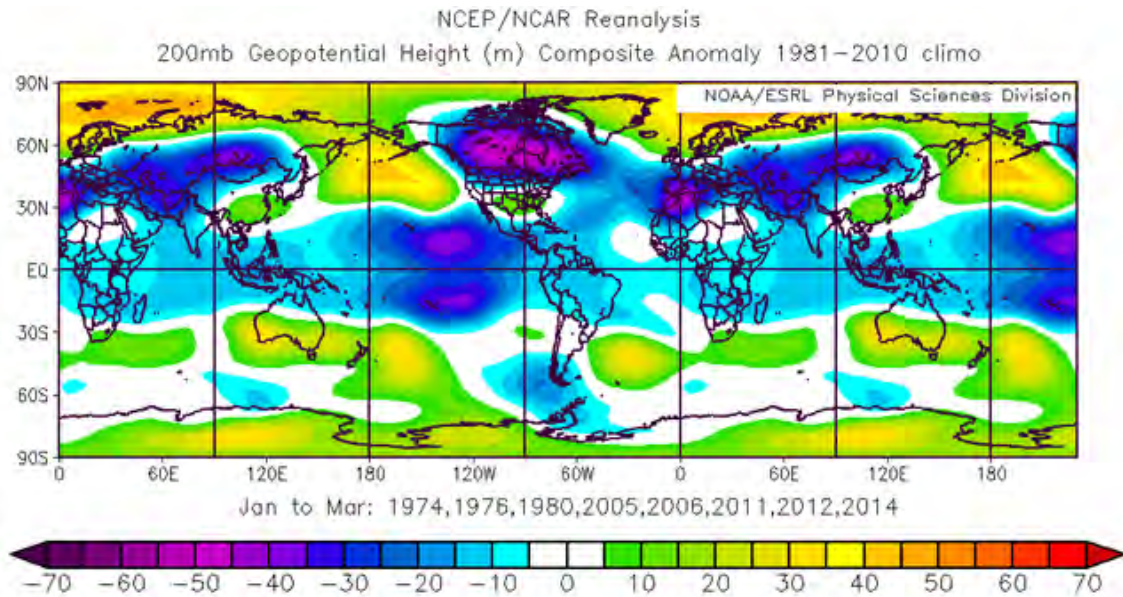 NCEP/NCAR Reanalysis
200mb Geopotential Height (m) Composite Anomaly 1981-2010 climo
90N
NOAA/ESRL Physical Sciences Division
60N
30N
EQ
30S
60S
90S
0 60E 120E 180 120W 60W 0 60E 120E 180
Jan to Mar: 1974,1976,1980,2005,2006,2011,2012,2014
-70 -60 -50 -40 -30 -20 -10 0 10 20 30 40 50 60 70